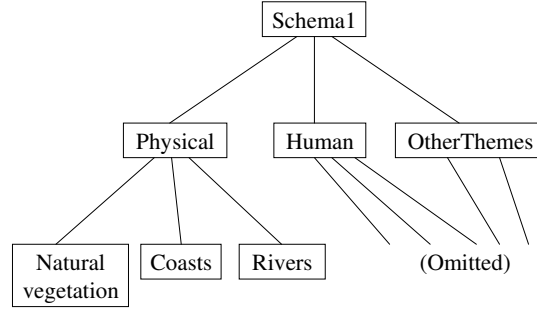 Schema1
Physical
Human
OtherThemes
Natural
vegetation
Coasts
Rivers
(Omitted)